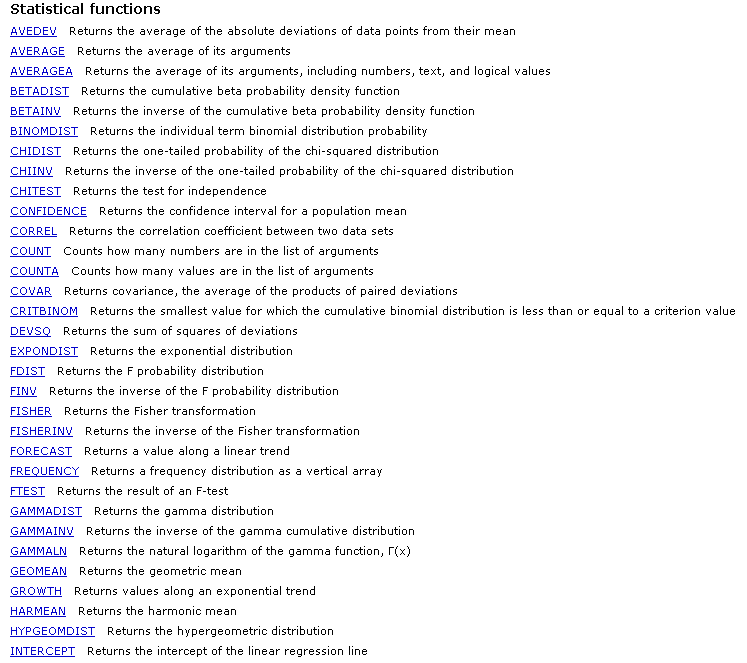 Statistical functions
AVEDEV Returns the average of the absolute deviations of data points from their mean
AVERAGE Returns the average of its arguments
AVERAGEA Returns the average of its arguments, including numbers, text, and logical values
BETADIST Returns the cumulative beta probability density function
BETAINV Returns the inverse of the cumulative beta probability density function
BINOMDIST Returns the individual term binomial distribution probability
CHIDIST Returns the one-tailed probability of the chi-squared distribution
CHIINV Returns the inverse of the one-tailed probability of the chi-squared distribution
CHITEST Returns the test for independence
CONFIDENCE Returns the confidence interval for a population mean
CORREL Returns the correlation coefficient between two data sets
COUNT Counts how many numbers are in the list of arguments
COUNTA Counts how many values are in the list of arguments
COVAR Returns covariance, the average of the products of paired deviations
CRITBINOM Returns the smallest value for which the cumulative binomial distribution is less than or equal to a criterion value
DEVSQ Returns the sum of squares of deviations
EXPONDIST Returns the exponential distribution
FDIST Returns the F probability distribution
FINV Returns the inverse of the F probability distribution
FISHER Returns the Fisher transformation
FISHERINV Returns the inverse of the Fisher transformation
FORECAST Returns a value along a linear trend
FREQUENCY Returns a frequency distribution as a vertical array
FTEST Returns the result of an F-test
GAMMADIST Returns the gamma distribution
GAMMAINV Returns the inverse of the gamma cumulative distribution
GAMMALN Returns the natural logarithm of the gamma function, Γ(x)
GEOMEAN Returns the geometric mean
GROWTH Returns values along an exponential trend
HARMEAN Returns the harmonic mean
HYPGEOMDIST Returns the hypergeometric distribution
INTERCEPT Returns the intercept of the linear regression line